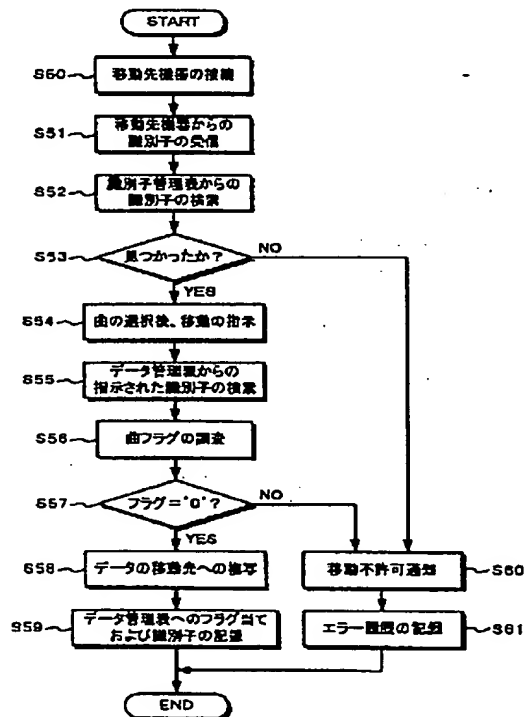 START
S50
移動先機器の接続
S51
移動先機器からの
識別子の受信
S52
識別子管理表からの
識別子の検索
S53
見つかったか？
NO
YES
S54
曲の選択後、移動の指示
S55
データ管理表からの
指示された識別子の検索
S56
曲フラグの調査
S57
フラグ="0"？
NO
YES
S58
データの移動先への複写
移動不許可通知
S60
S59
データ管理表へのフラグ当て
および識別子の記録
エラー履歴の記録
S61
END